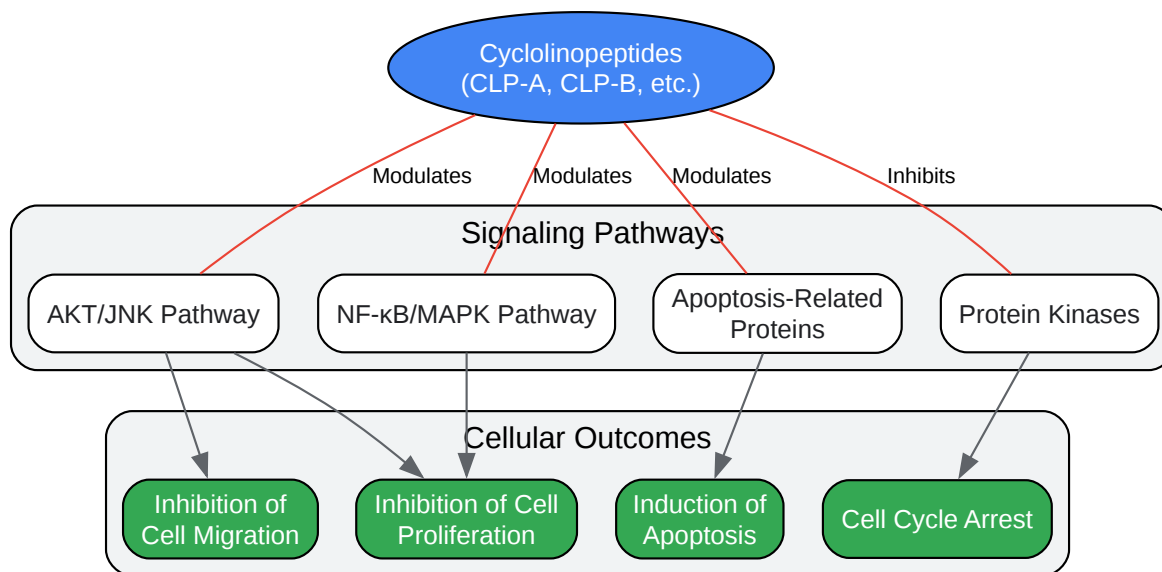 Cyclolinopeptides
(CLP-A, CLP-B, etc.)
Modulates
Modulates
Modulates
Inhibits
Signaling Pathways
AKT/JNK Pathway
NF-κB/MAPK Pathway
Apoptosis-Related
Proteins
Protein Kinases
Cellular Outcomes
Inhibition of
Cell Migration
Inhibition of Cell
Proliferation
Induction of
Apoptosis
Cell Cycle Arrest